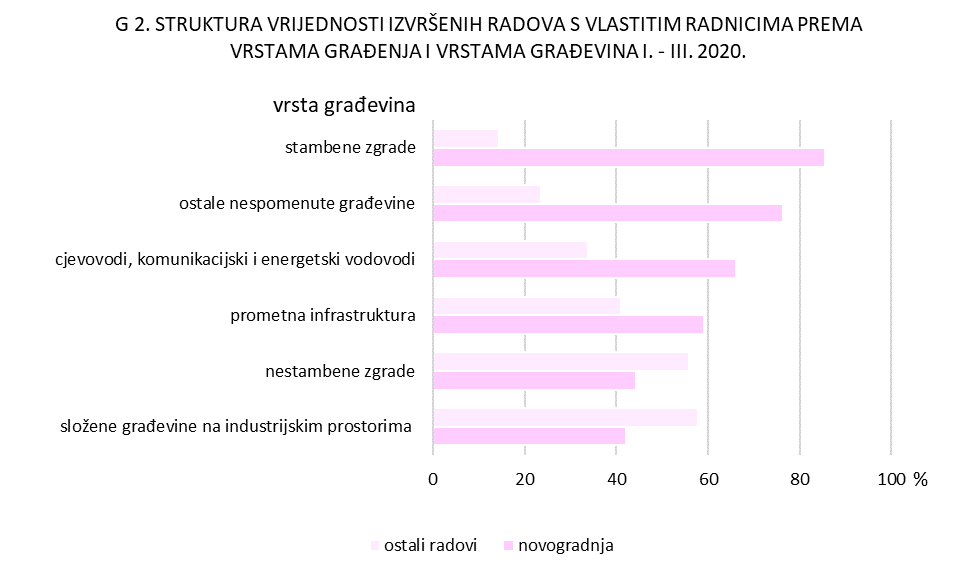 G 2. STRUKTURA VRIJEDNOSTI IZVRŠENIH RADOVA S VLASTITIM RADNICIMA PREMA
VRSTAMA GRAĐENJA I VRSTAMA GRAĐEVINA I. - III. 2020.
vrsta građevina
stambene zgrade
ostale nespomenute građevine
cjevovodi, komunikacijski i energetski vodovodi
prometna infrastruktura
nestambene zgrade
složene građevine na industrijskim prostorima
0 20 40 60 80 100 %
ostali radovi novogradnja